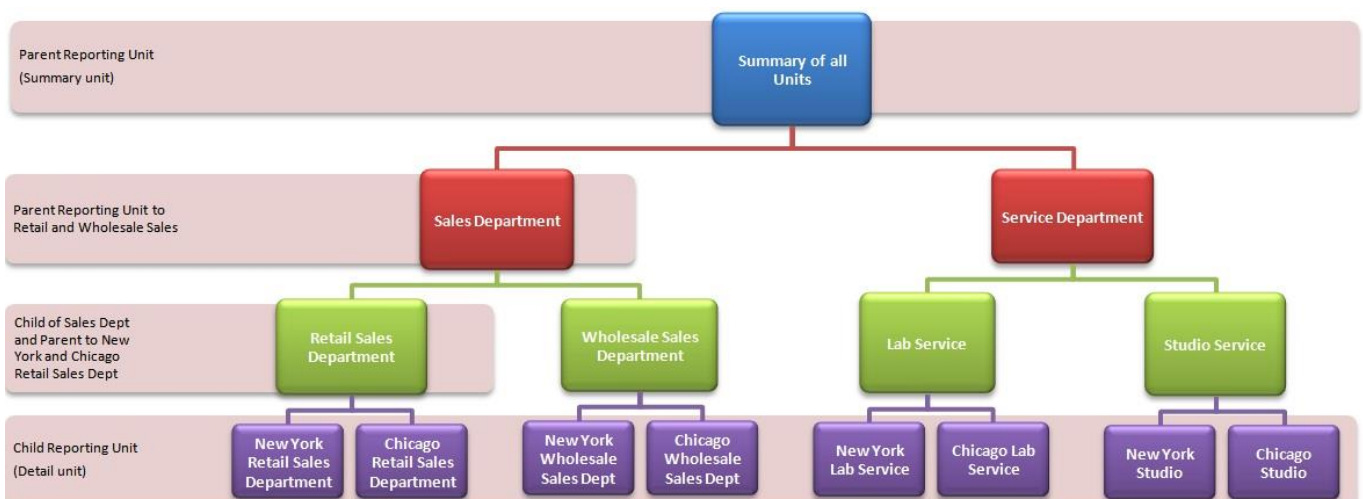 Parent Reporting Unit
(Summary unit)
Summary of all
Units
Parent Reporting Unit to
Retail and Wholesale Sales
Sales Department
Service Department
Child of Sales Dept
and Parent to New
York and Chicago
Retail Sales Dept
Retail Sales
Department
Wholesale Sales
Department
Lab Service
Studio Service
Child Reporting Unit
(Detail unit)
New York
Retail Sales
Department
Chicago
Retail Sales
Department
New York
Wholesale
Sales Dept
Chicago
Wholesale
Sales Dept
New York
Lab Service
Chicago Lab
Service
New York
Studio
Chicago
Studio